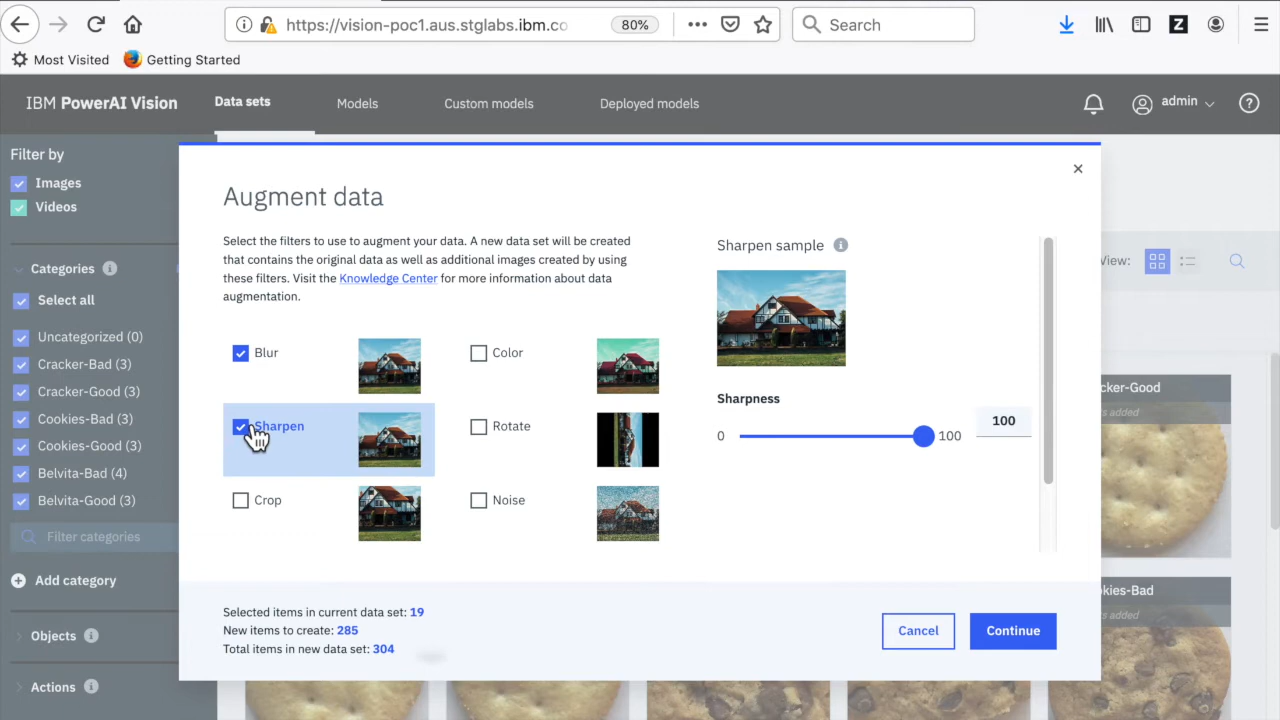 https://vision-poc1.aus.stglabs.ibm.co
80%
Search
Z
Most Visited
Getting Started
IBM PowerAI Vision
Data sets
Models
Custom models
Deployed models
admin
Filter by
Images
Videos
Categories
Select all
Uncategorized (0)
Cracker-Bad (3)
Cracker-Good (3)
Cookies-Bad (3)
Cookies-Good (3)
Belvita-Bad (4)
Belvita-Good (3)
Filter categories
Add category
Objects
Actions
Augment data
Select the filters to use to augment your data. A new data set will be created
that contains the original data as well as additional images created by using
these filters. Visit the Knowledge Center for more information about data
augmentation.
Blur
Color
Sharpen
Rotate
Crop
Noise
Sharpen sample
Sharpness
0
100
100
Selected items in current data set: 19
New items to create: 285
Total items in new data set: 304
Cancel
Continue
View:
cker-Good
s added
kies-Bad
s added